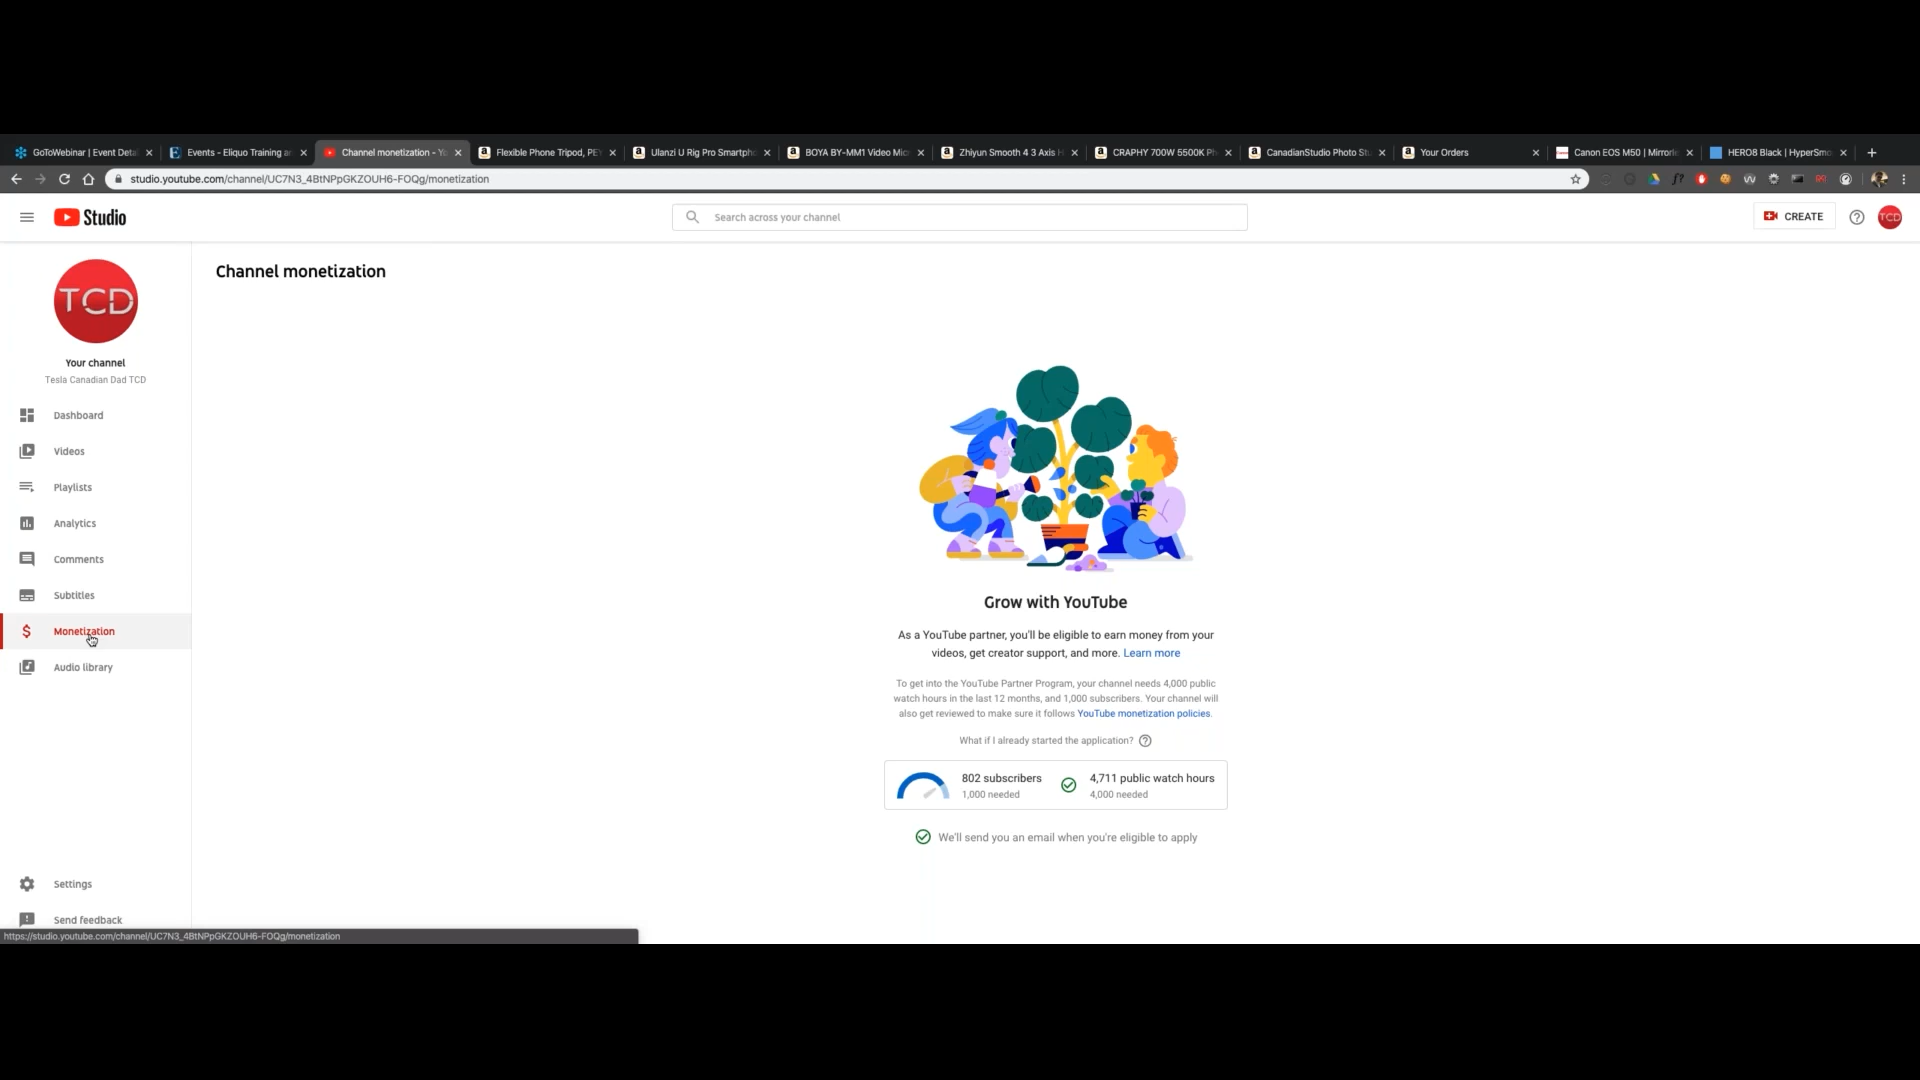 GoToWebinar | Event Detai
Events - Eliquo Training a
Channel monetization - Yo
Flexible Phone Tripod, PEY
Ulanzi U Rig Pro Smartpho
BOYA BY-MM1 Video Micr
Zhiyun Smooth 4 3 Axis H
CRAPHY 700W 5500K Ph
CanadianStudio Photo Stu
Your Orders
Canon EOS M50 | Mirrorle
HERO8 Black | HyperSmo
studio.youtube.com/channel/UC7N3_4BtNPpGKZOUH6-FOQg/monetization
Studio
Search across your channel
CREATE
TCD
Channel monetization
TCD
Your channel
Tesla Canadian Dad TCD
Dashboard
Videos
Playlists
Analytics
Comments
Subtitles
Monetization
Audio library
Settings
Send feedback
Grow with YouTube
As a YouTube partner, you'll be eligible to earn money from your
videos, get creator support, and more. Learn more
To get into the YouTube Partner Program, your channel needs 4,000 public
watch hours in the last 12 months, and 1,000 subscribers. Your channel will
also get reviewed to make sure it follows YouTube monetization policies.
What if I already started the application?
802 subscribers
1,000 needed
4,711 public watch hours
4,000 needed
We'll send you an email when you're eligible to apply
https://studio.youtube.com/channel/UC7N3_4BtNPpGKZOUH6-FOQg/monetization